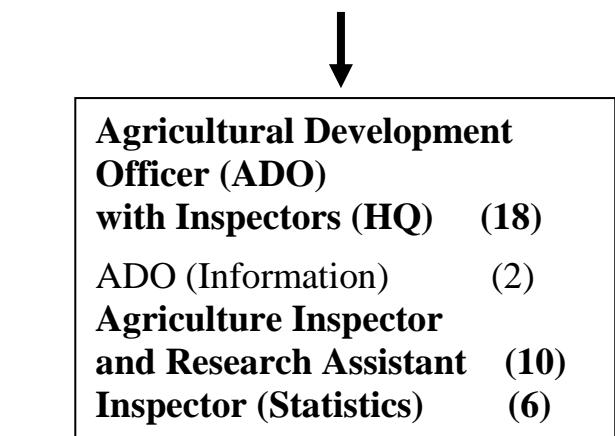 Agricultural Development
Officer (ADO)
with Inspectors (HQ) (18)
ADO (Information) (2)
Agriculture Inspector
and Research Assistant (10)
Inspector (Statistics) (6)